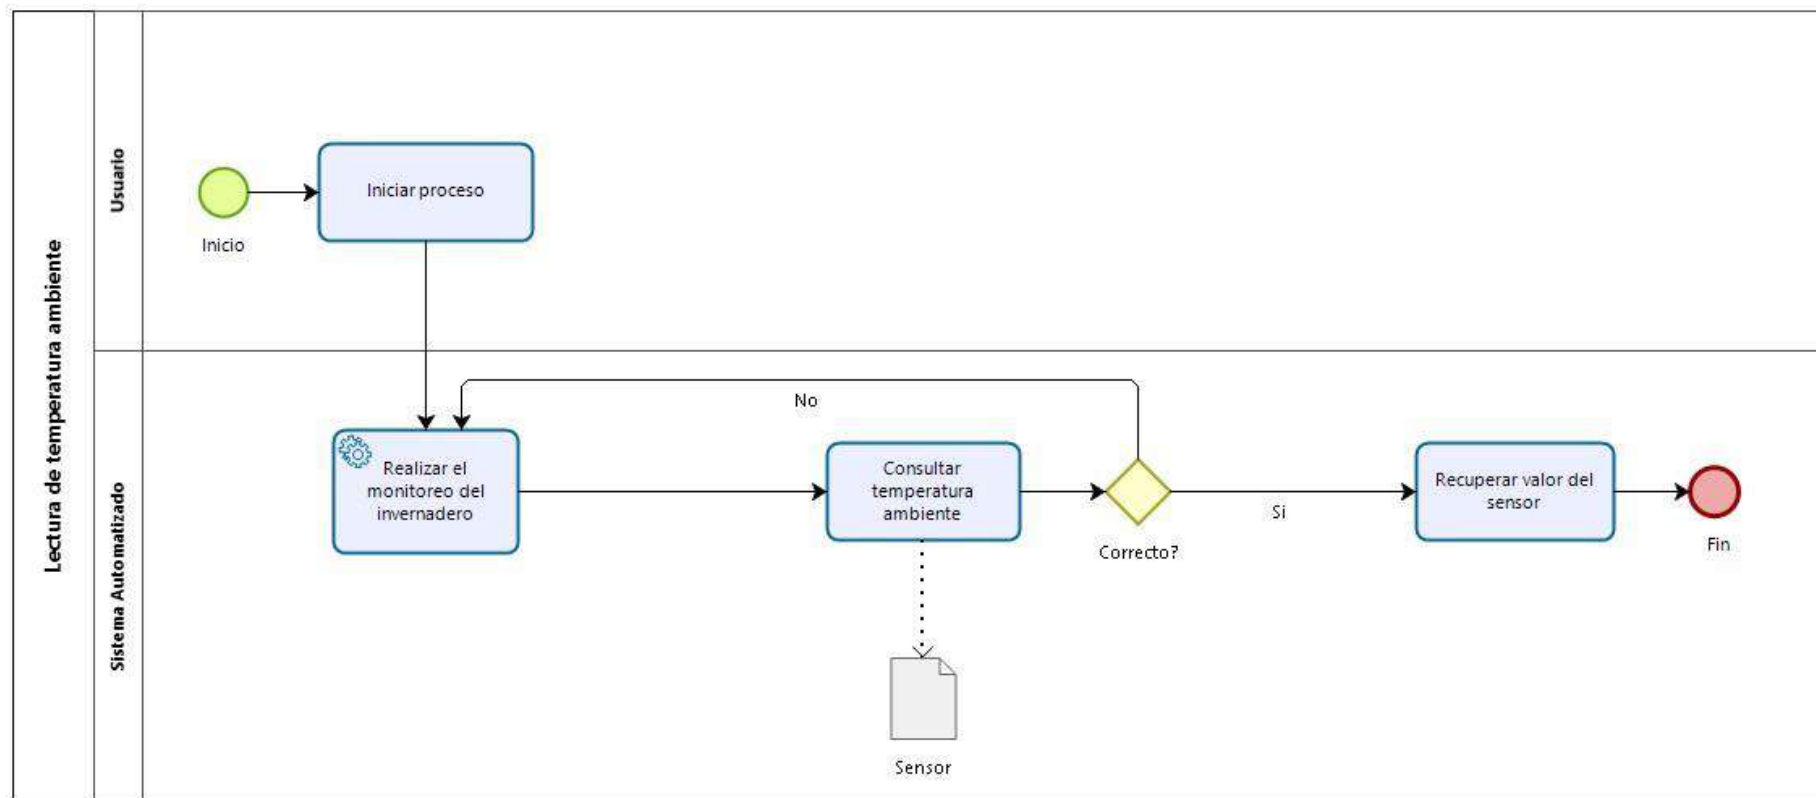 Lectura de temperatura ambiente
Usuario
Inicio
Iniciar proceso
Sistema Automatizado
No
Realizar el
monitoreo del
invernadero
Consultar
temperatura
ambiente
Correcto?
Si
Recuperar valor del
sensor
Fin
Sensor